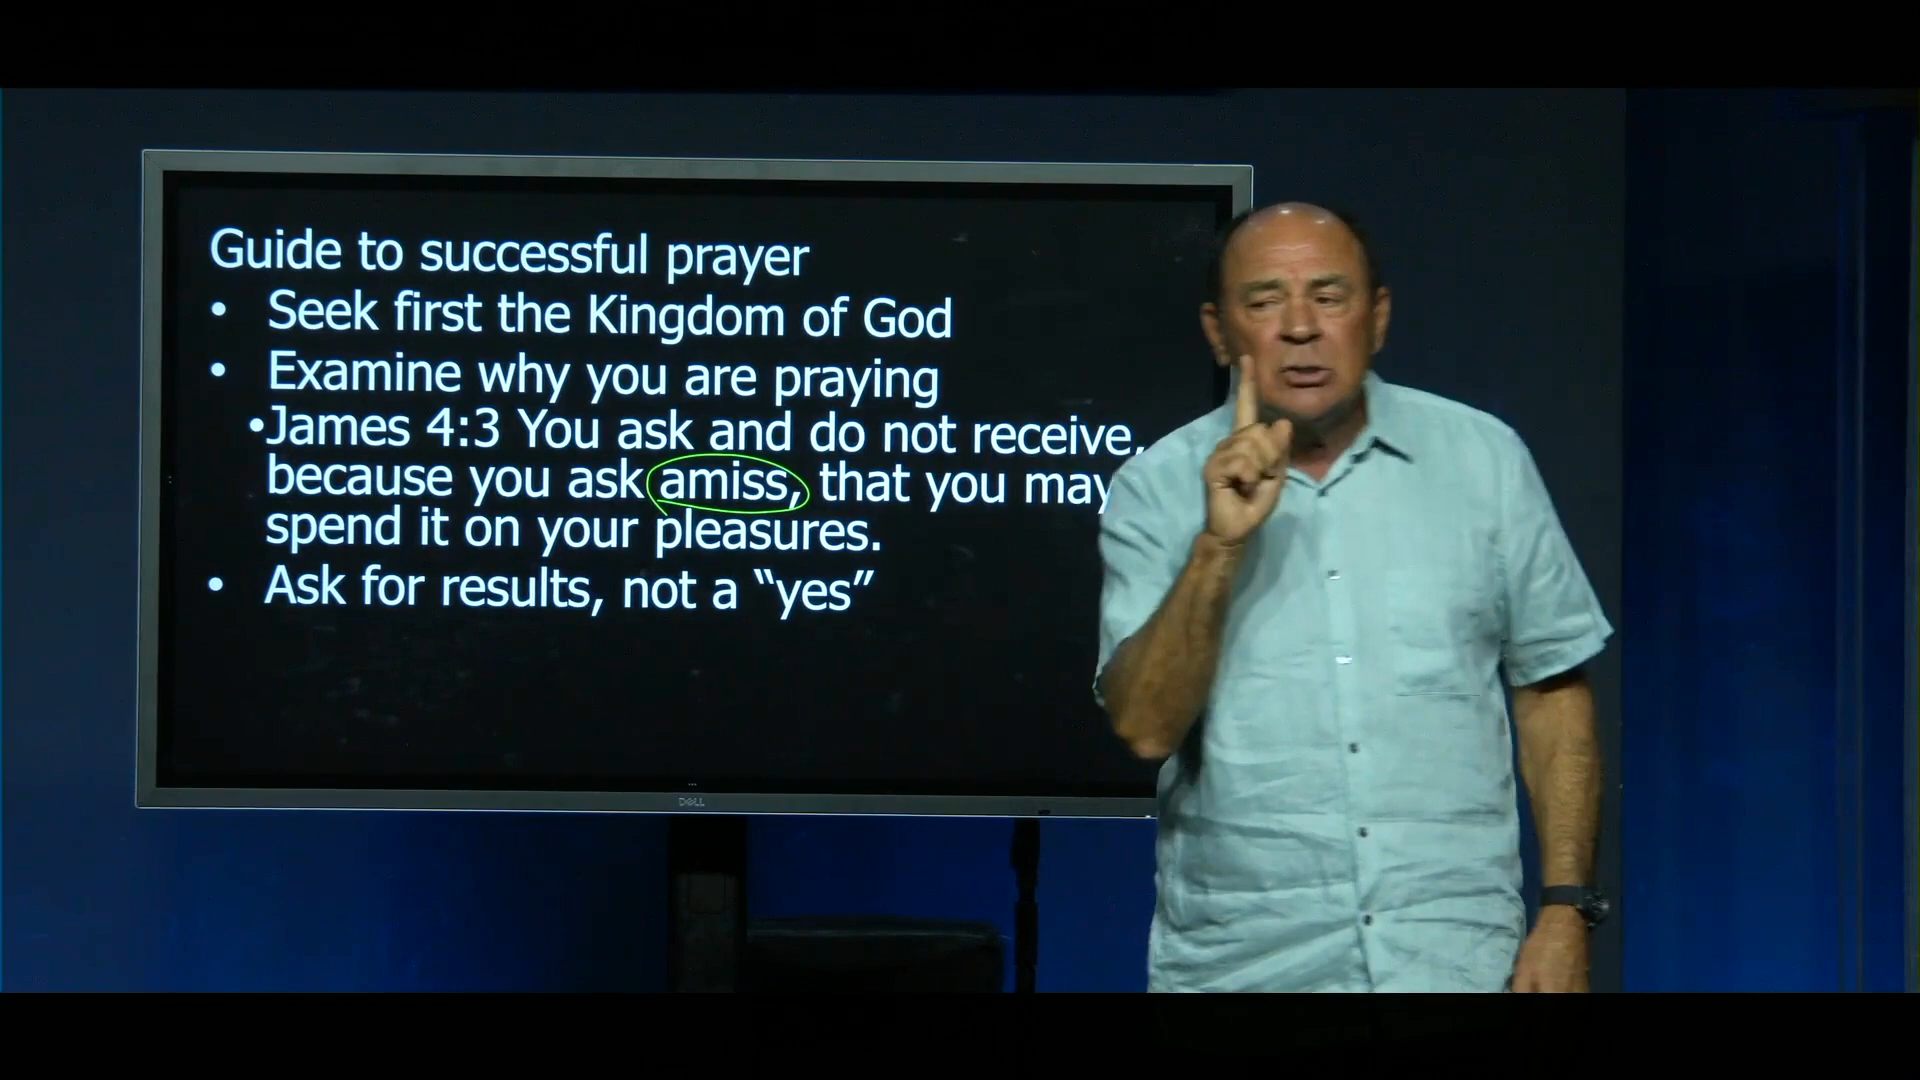 Guide to successful prayer
• Seek first the Kingdom of God
• Examine why you are praying
•James 4:3 You ask and do not receive,
because you ask amiss, that you may
spend it on your pleasures.
• Ask for results, not a “yes”
DELL